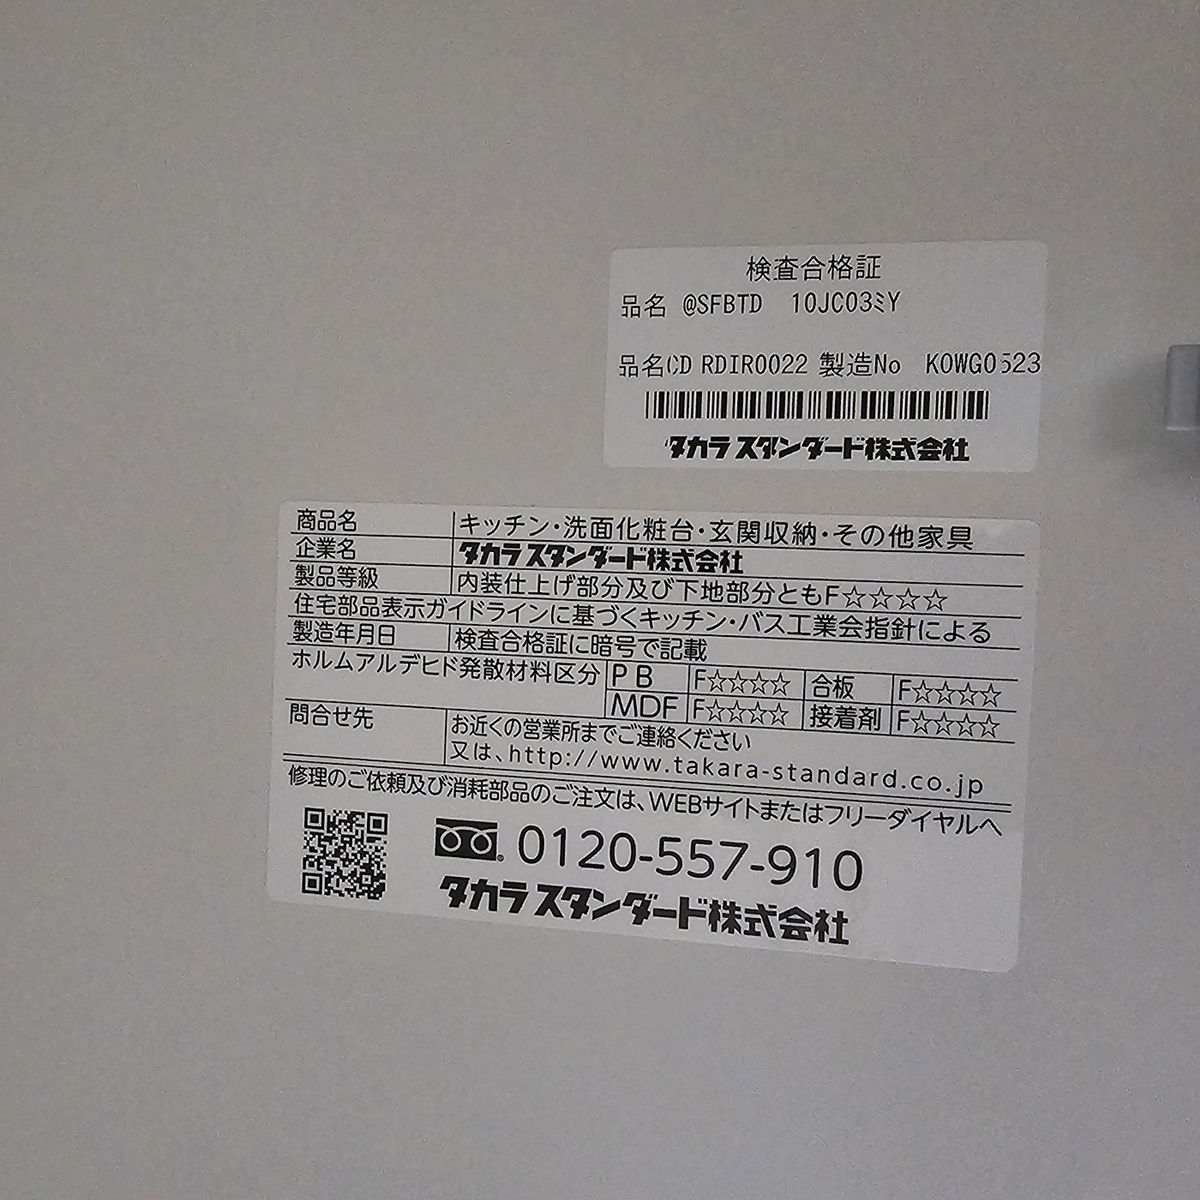 検査合格証
品名 @SFBTD 10JC03ミY
品名CD RDIR0022 製造No K0WG0523
タカラスタンダード株式会社
商品名 キッチン・洗面化粧台・玄関収納・その他家具
企業名 タカラスタンダード株式会社
製品等級 内装仕上げ部分及び下地部分ともF☆☆☆☆
住宅部品表示ガイドラインに基づくキッチン・バス工業会指針による
製造年月日 検査合格証に暗号で記載
ホルムアルデヒド発散材料区分 PB F☆☆☆☆ 合板 F☆☆☆☆
MDF F☆☆☆☆ 接着剤 F☆☆☆☆
問合せ先 お近くの営業所までご連絡ください
又は、http://www.takara-standard.co.jp
修理のご依頼及び消耗部品のご注文は、WEBサイトまたはフリーダイヤルへ
0120-557-910
タカラスタンダード株式会社